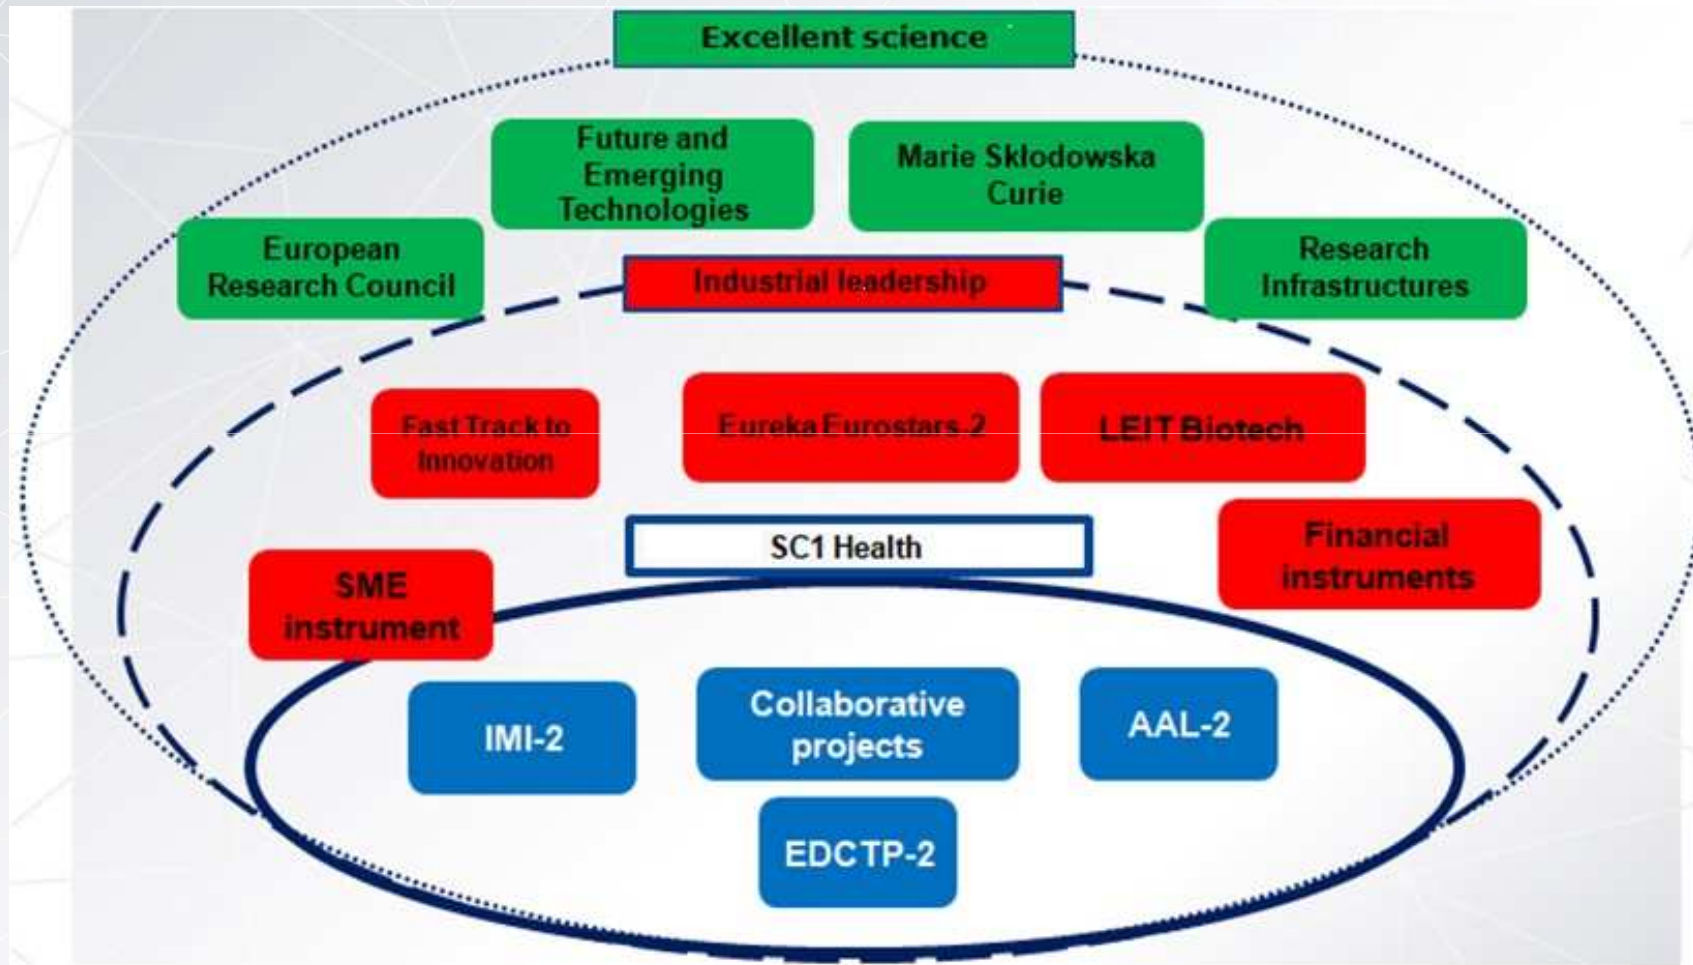 Excellent science
Future and
Emerging
Technologies
Marie Skłodowska
Curie
European
Research Council
Research
Infrastructures
Industrial leadership
Fast Track to
Innovation
Eureka Eurostars 2
LEIT Biotech
SC1 Health
Financial
instruments
SME
instrument
IMI-2
Collaborative
projects
AAL-2
EDCTP-2